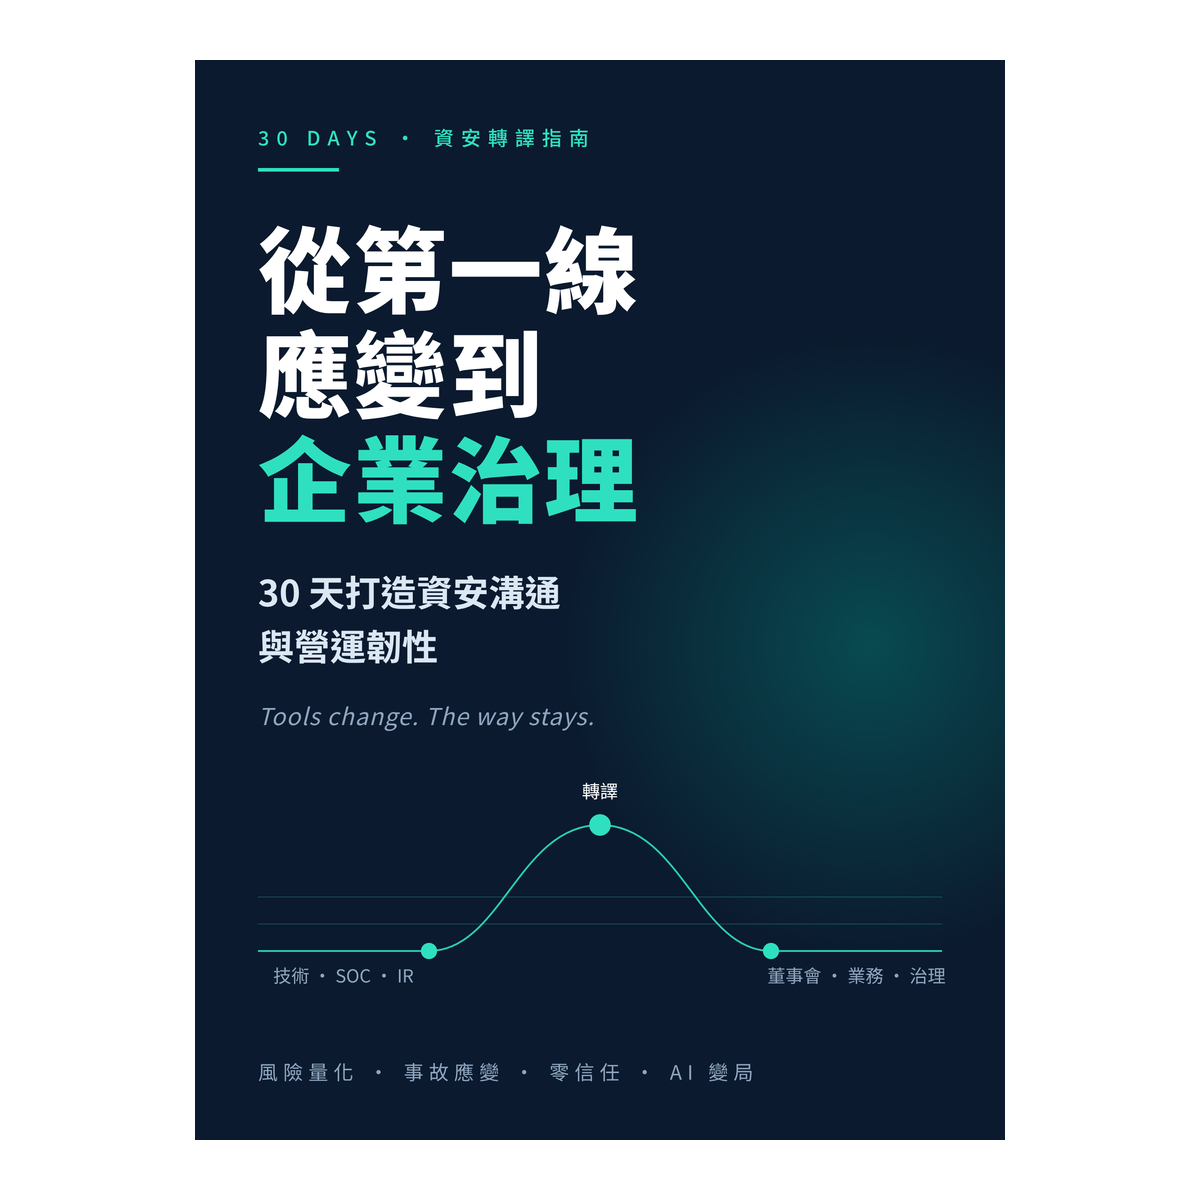 30 DAYS • 資安轉譯指南
從第一線
應變到
企業治理
30 天打造資安溝通
與營運韌性
Tools change. The way stays.
轉譯
技術 • SOC • IR
董事會 • 業務 • 治理
風險量化 • 事故應變 • 零信任 • AI 變局